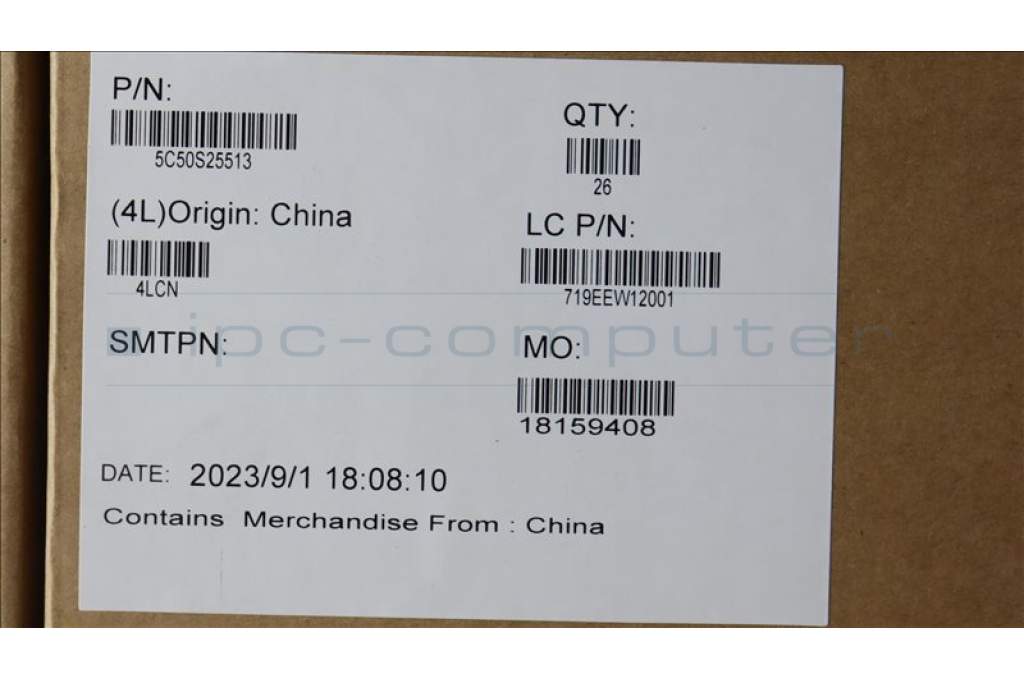 P/N:
5C50S25513
QTY:
26
(4L)Origin: China
4LCN
LC P/N:
719EEW12001
ipc-computer
SMTPN:
MO:
18159408
DATE: 2023/9/1 18:08:10
Contains Merchandise From : China